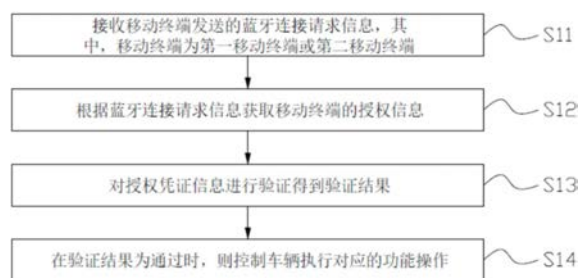 接收移动终端发送的蓝牙连接请求信息，其
中，移动终端为第一移动终端或第二移动终端
S11
根据蓝牙连接请求信息获取移动终端的授权信息
S12
对授权凭证信息进行验证得到验证结果
S13
在验证结果为通过时，则控制车辆执行对应的功能操作
S14